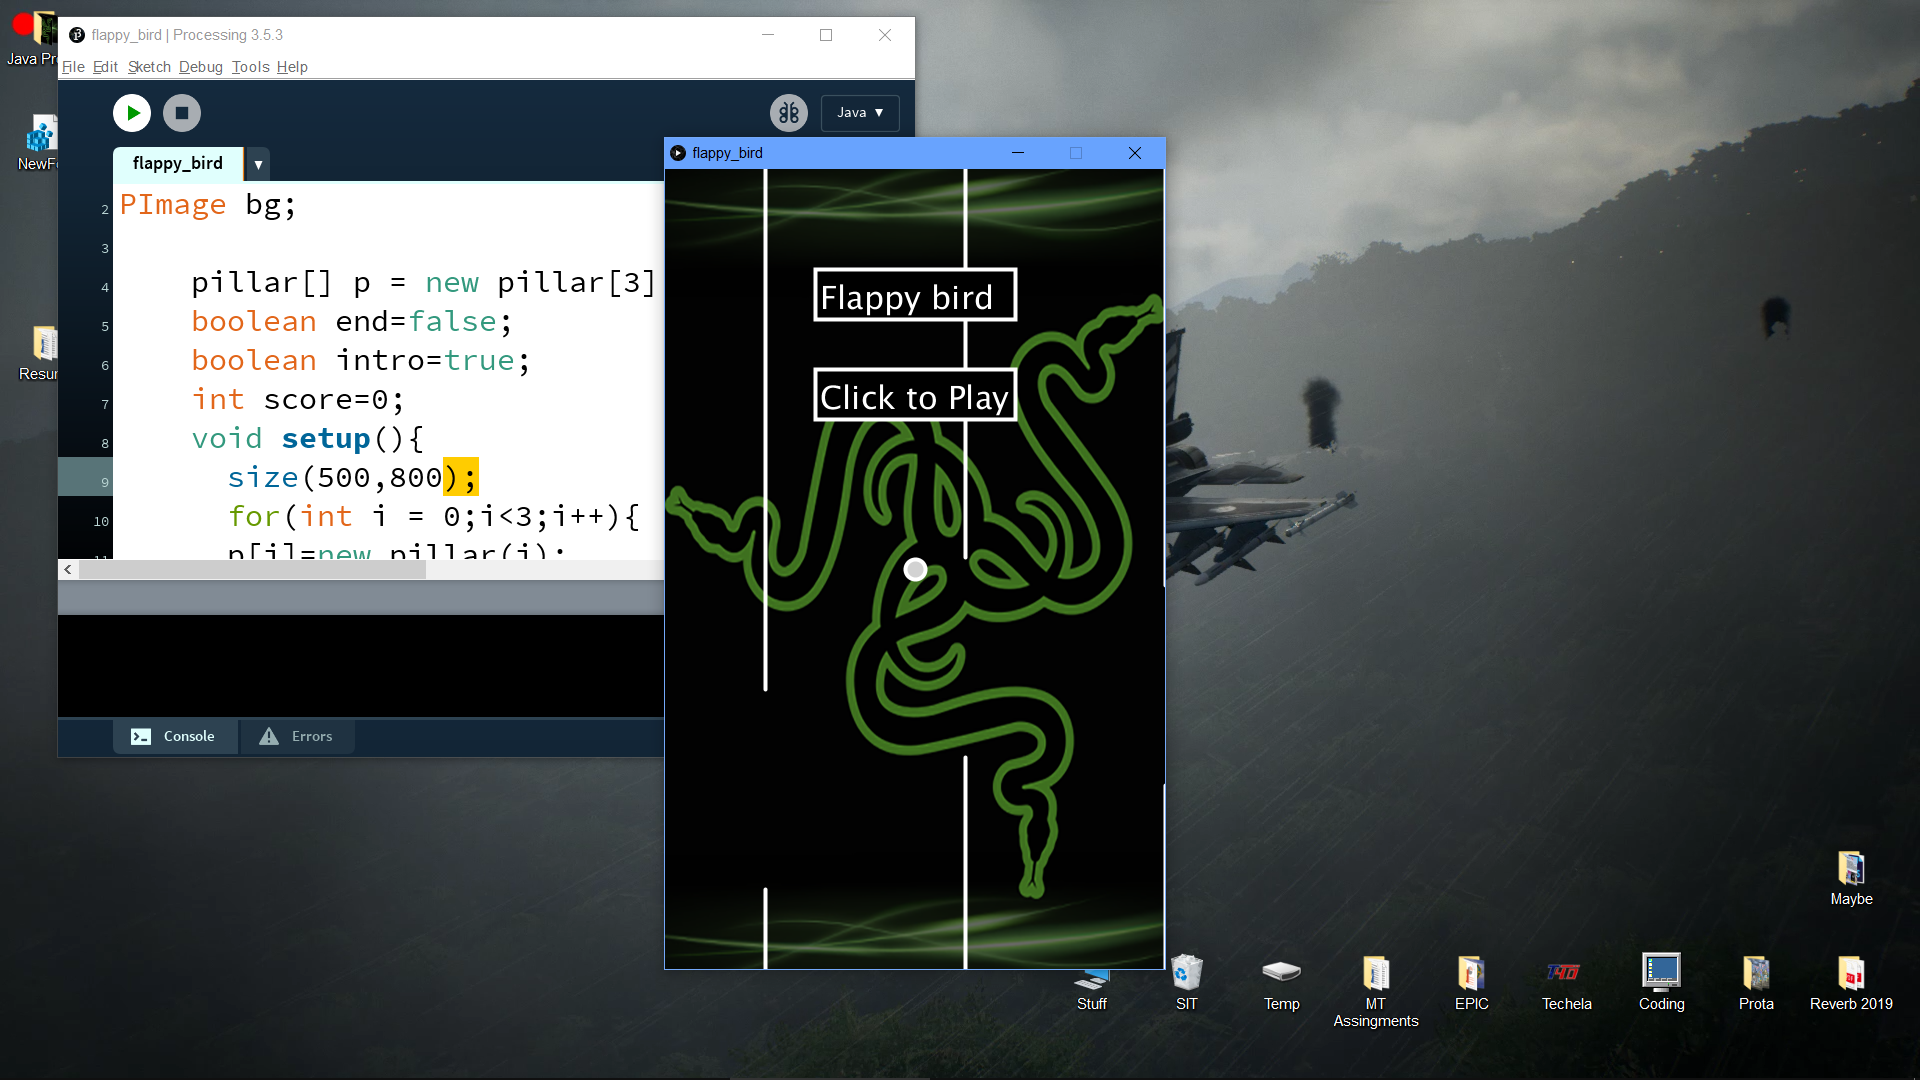 flappy_bird | Processing 3.5.3
File Edit Sketch Debug Tools Help
Java ▼
flappy_bird ▼
2 PImage bg;
3
4 pillar[] p = new pillar[3]
5 boolean end=false;
6 boolean intro=true;
7 int score=0;
8 void setup(){
9 size(500,800);
10 for(int i = 0;i<3;i++){
11 p[i]=new pillar(i);
Console Errors
flappy_bird
Flappy bird
Click to Play
Java Pr
NewF
Resu
Maybe
Stuff
SIT
Temp
MT
Assingments
EPIC
Techela
Coding
Prota
Reverb 2019